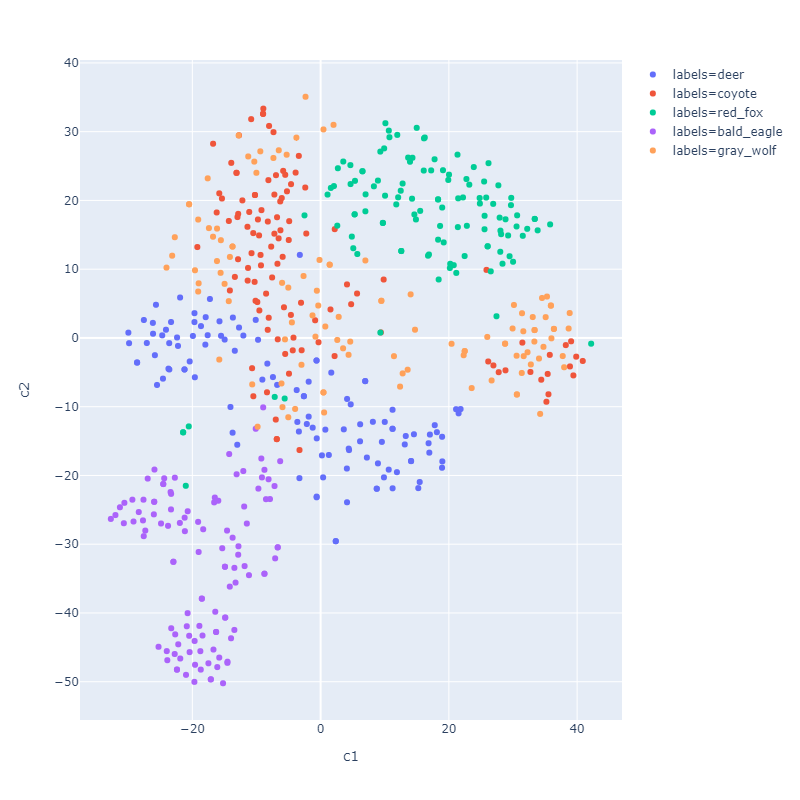 40
30
20
10
0
−10
−20
−30
−40
−50
−20
0
20
40
c1
c2
labels=deer
labels=coyote
labels=red_fox
labels=bald_eagle
labels=gray_wolf